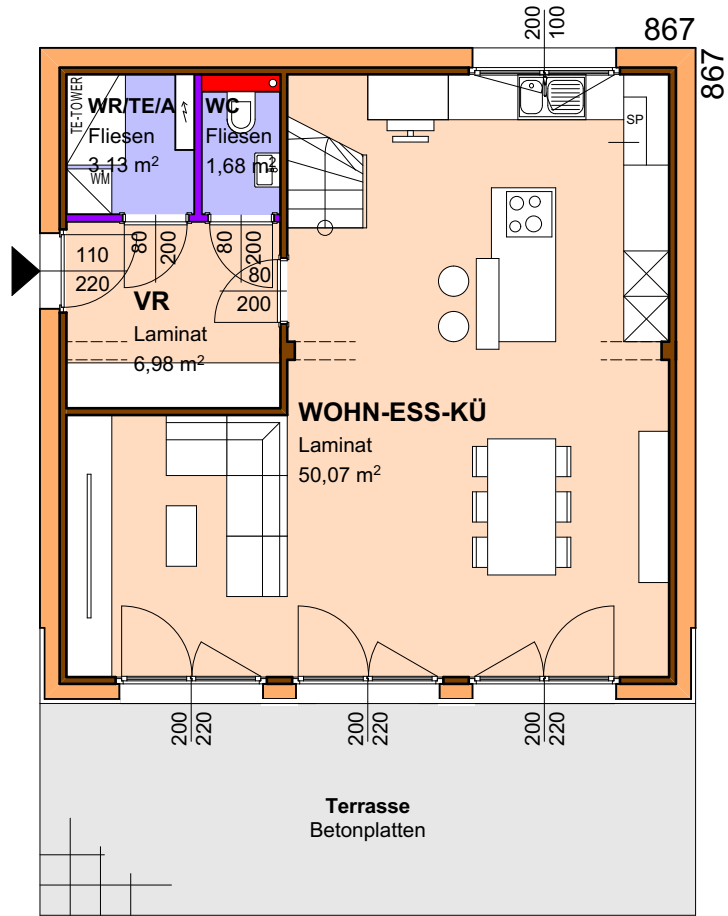 867
867
200
100
TE-TOWER
WR/TE/A
Fliesen
3,13 m²
WM
WC
Fliesen
1,68 m²
SP
110
220
80
200
80
200
80
200
VR
Laminat
6,98 m²
WOHN-ESS-KÜ
Laminat
50,07 m²
200
220
200
220
200
220
Terrasse
Betonplatten